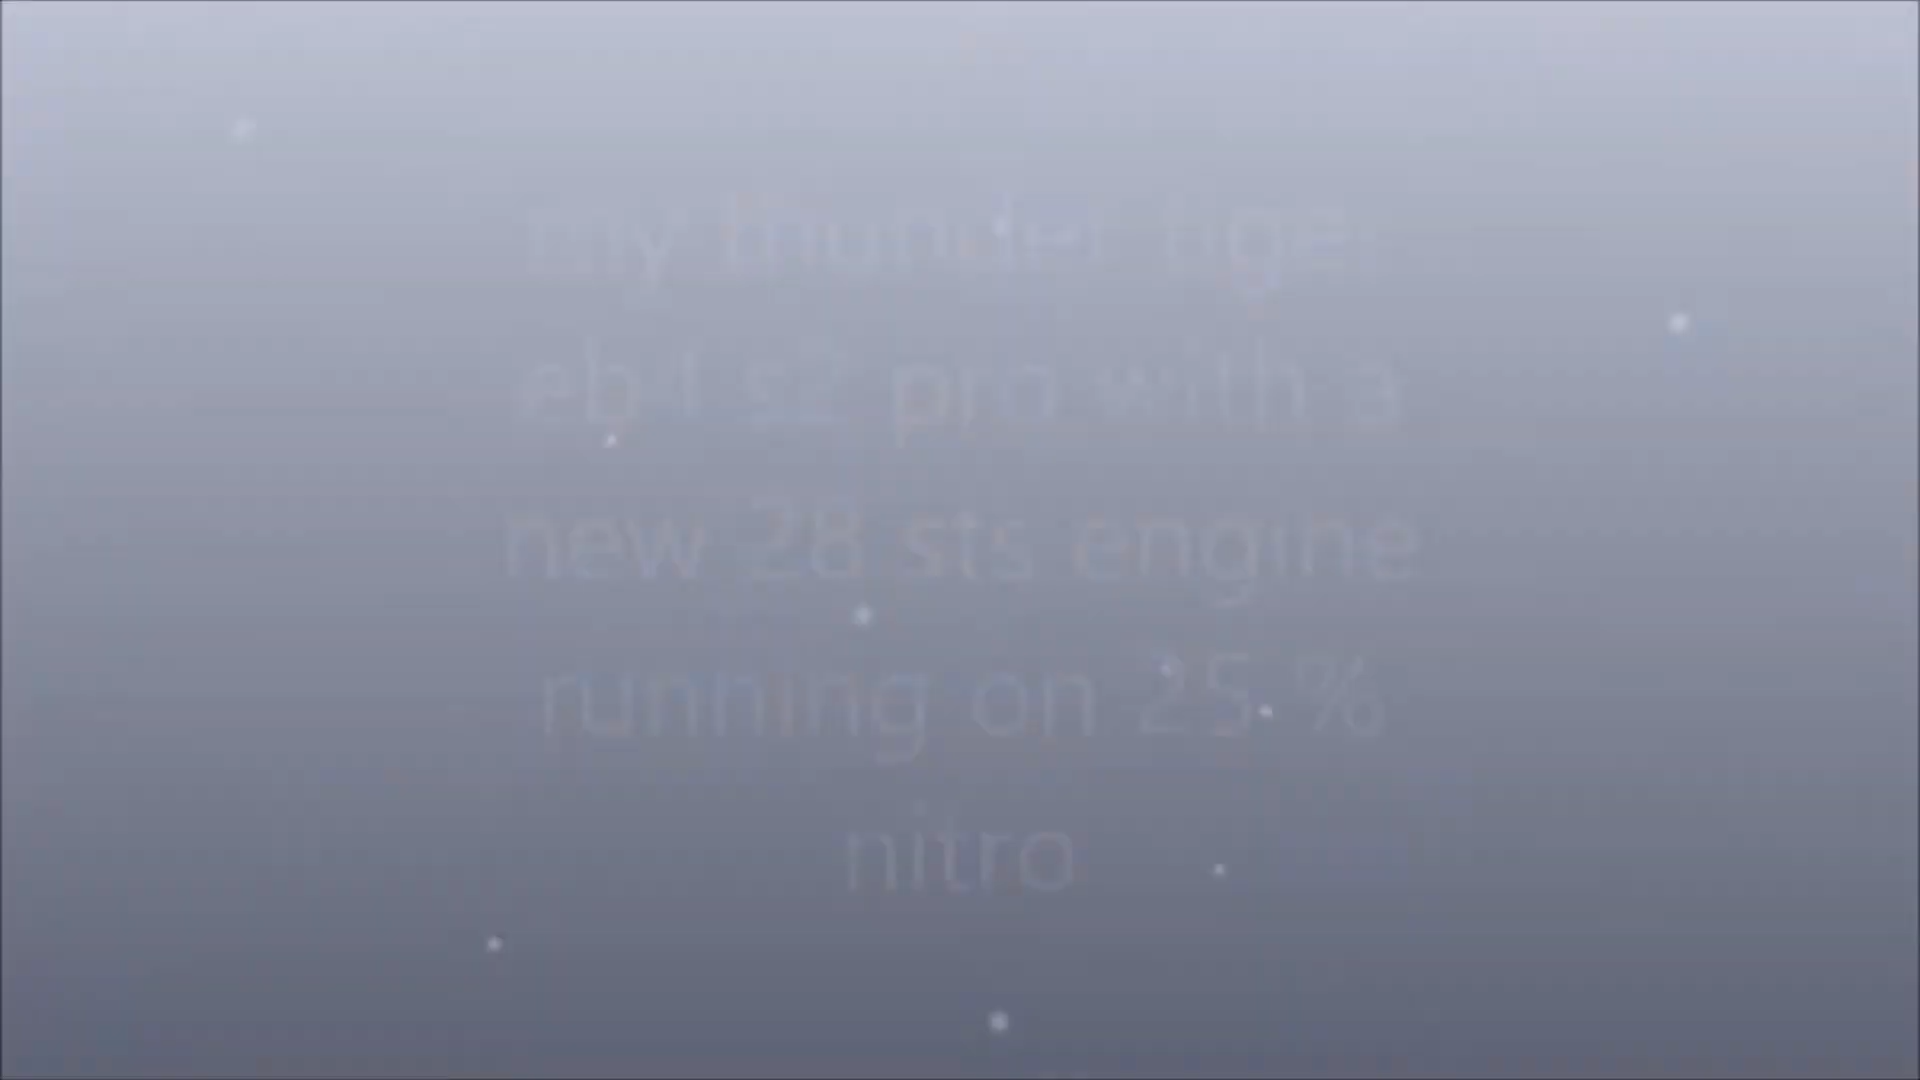 my thunder tiger
eb4 s2 pro with a
new 28 sts engine
running on 25 %
nitro